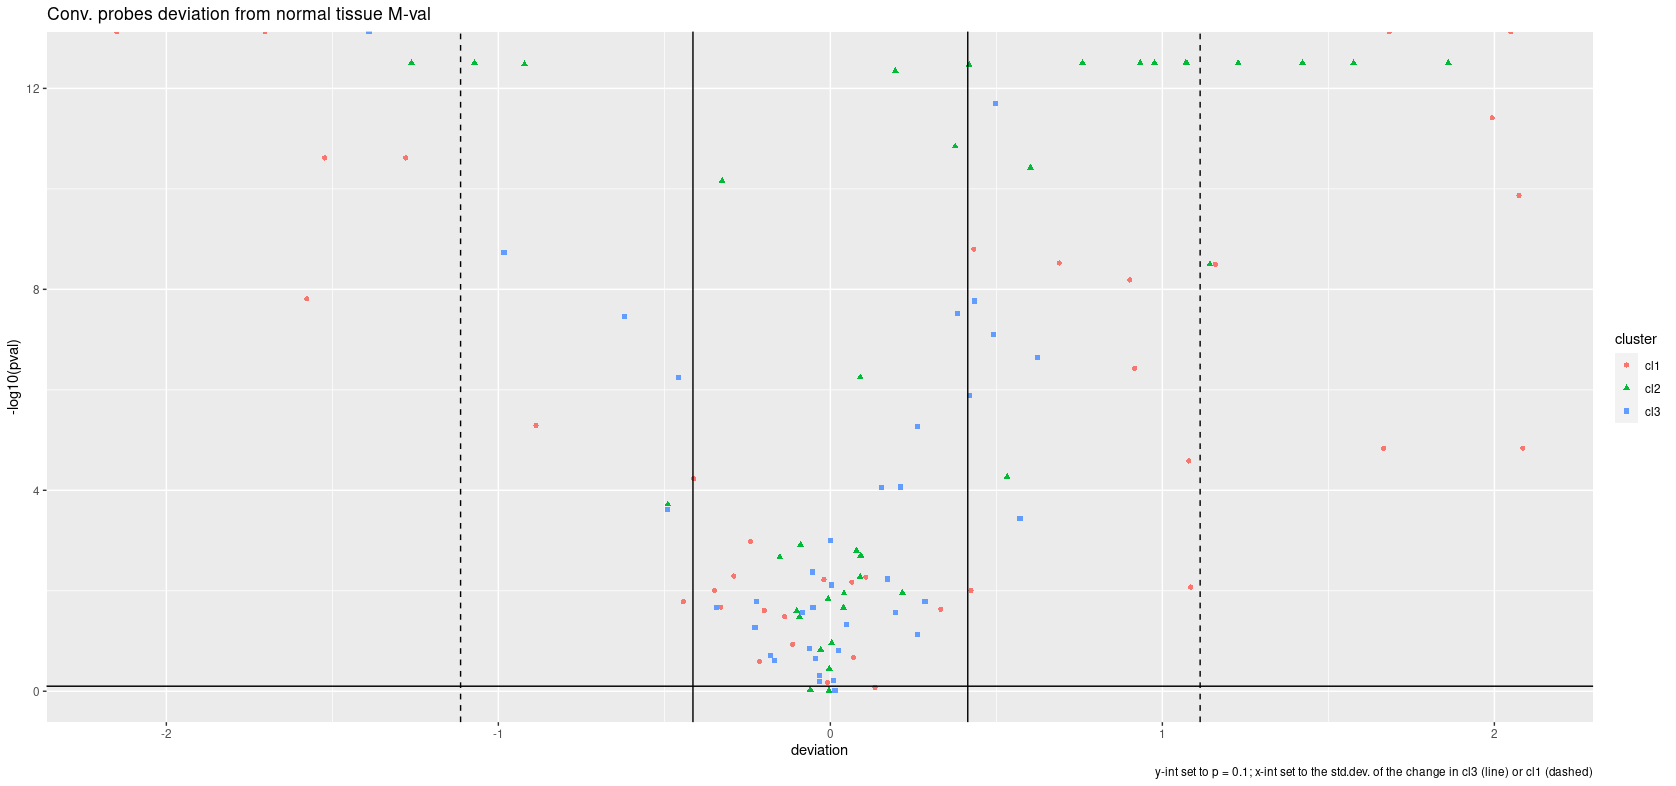 Conv. probes deviation from normal tissue M-val
12
8
4
0
-log10(pval)
-2
-1
0
1
2
deviation
cluster
cl1
cl2
cl3
y-int set to p = 0.1; x-int set to the std.dev. of the change in cl3 (line) or cl1 (dashed)